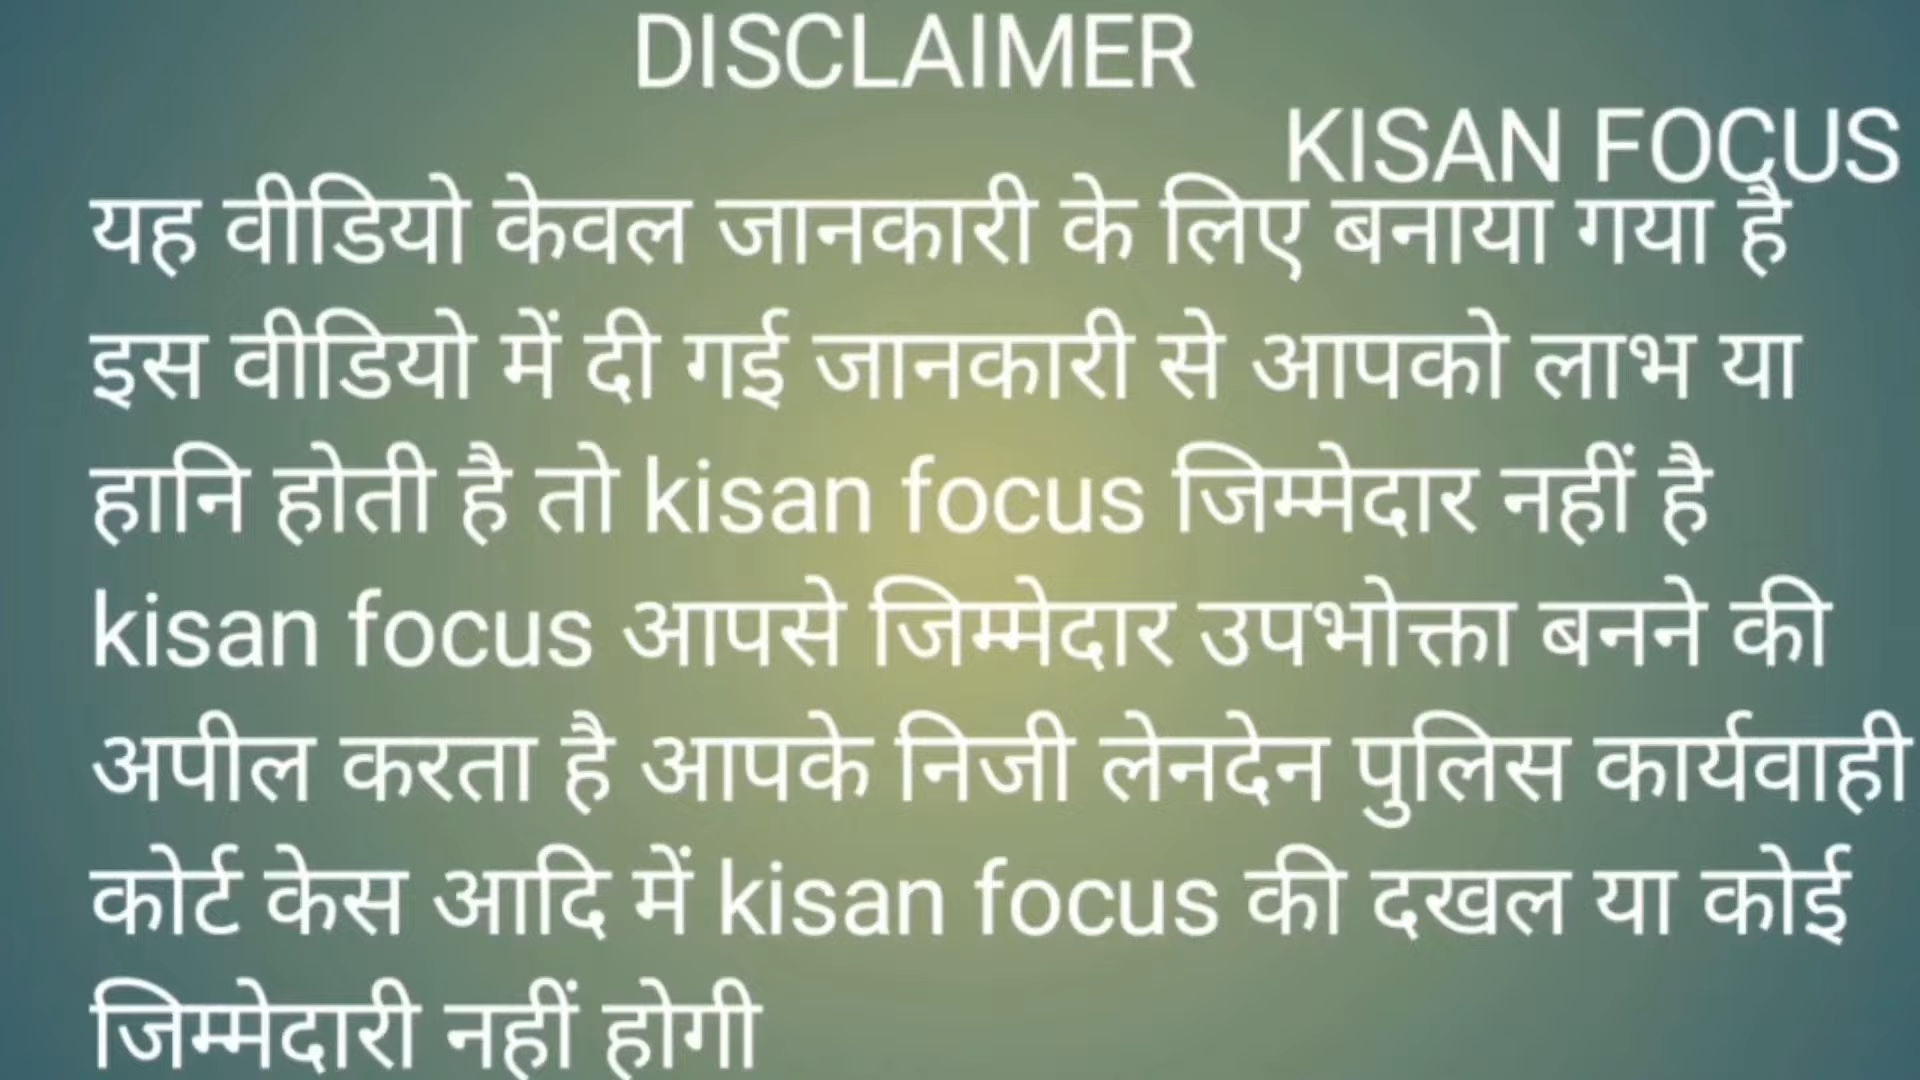 DISCLAIMER
KISAN FOCUS
यह वीडियो केवल जानकारी के लिए बनाया गया है
इस वीडियो में दी गई जानकारी से आपको लाभ या
हानि होती है तो kisan focus जिम्मेदार नहीं है
kisan focus आपसे जिम्मेदार उपभोक्ता बनने की
अपील करता है आपके निजी लेनदेन पुलिस कार्यवाही
कोर्ट केस आदि में kisan focus की दखल या कोई
जिम्मेदारी नहीं होगी